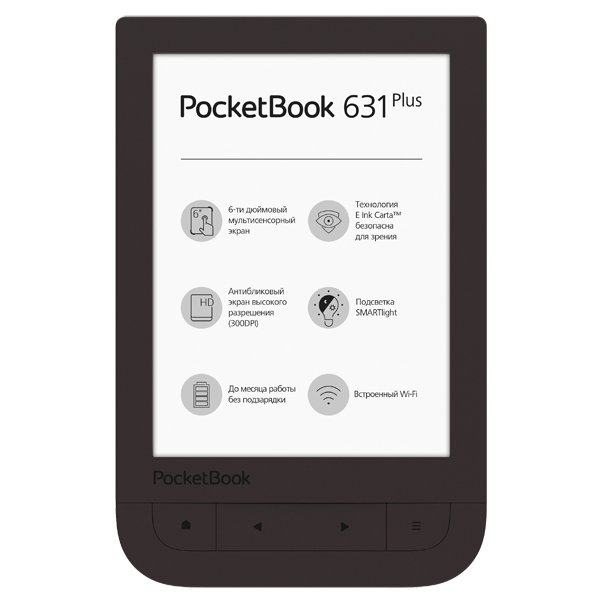 PocketBook 631 Plus
6"
6-ти дюймовый
мультисенсорный
экран
Технология
E Ink Carta™
безопасна
для зрения
HD
Антибликовый
экран высокого
разрешения
(300DPI)
Подсветка
SMARTlight
До месяца работы
без подзарядки
Встроенный Wi-Fi
PocketBook